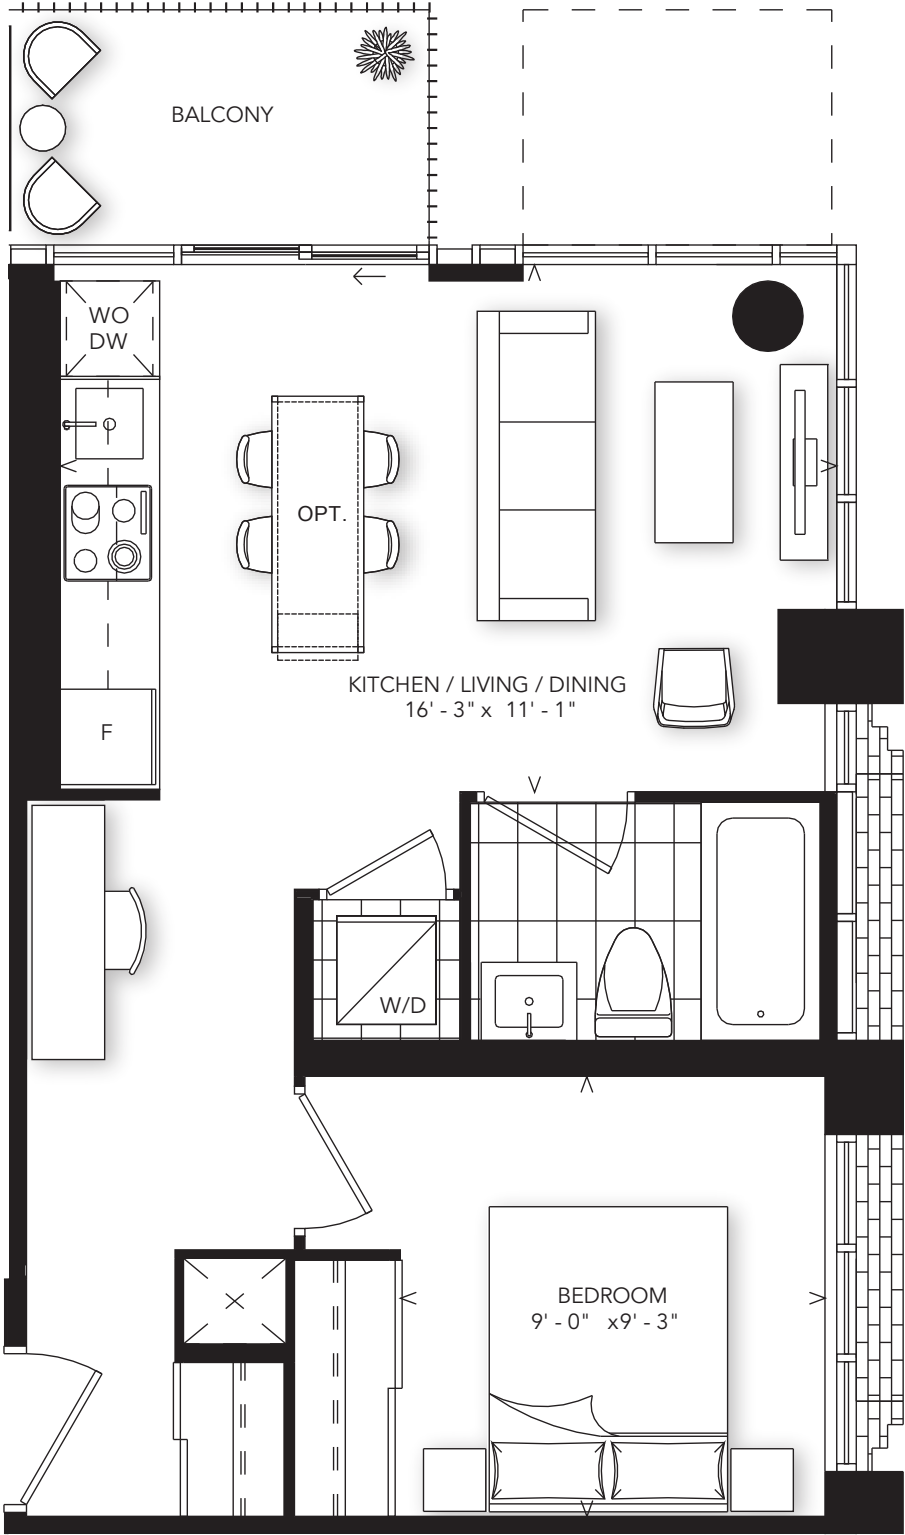 BALCONY
WO
DW
OPT.
KITCHEN / LIVING / DINING
16' - 3" x 11' - 1"
F
W/D
BEDROOM
9' - 0" x9' - 3"